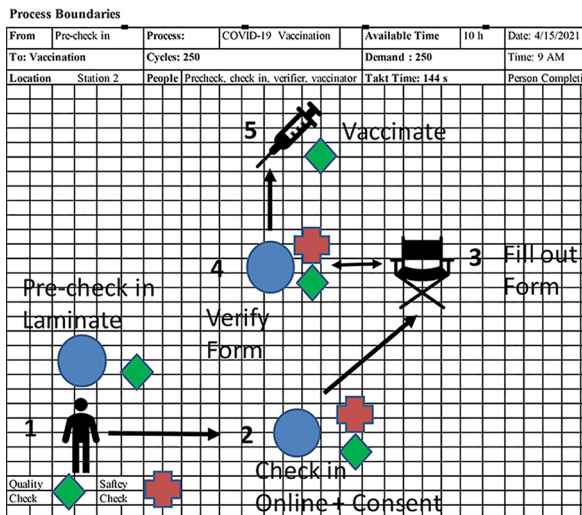 Process Boundaries
From Pre-check in Process: COVID-19 Vaccination Available Time 10 h Date: 4/15/2021
To: Vaccination Cycles: 250 Demand : 250 Time: 9 AM
Location Station 2 People Precheck, check in, verifier, vaccinator Takt Time: 144 s Person Completi
5 Vaccinate
4 3 Fill out
Form
Pre-check in
Laminate
Verify
Form
1 2
Check in
Online + Consent
Quality Saftey
Check Check